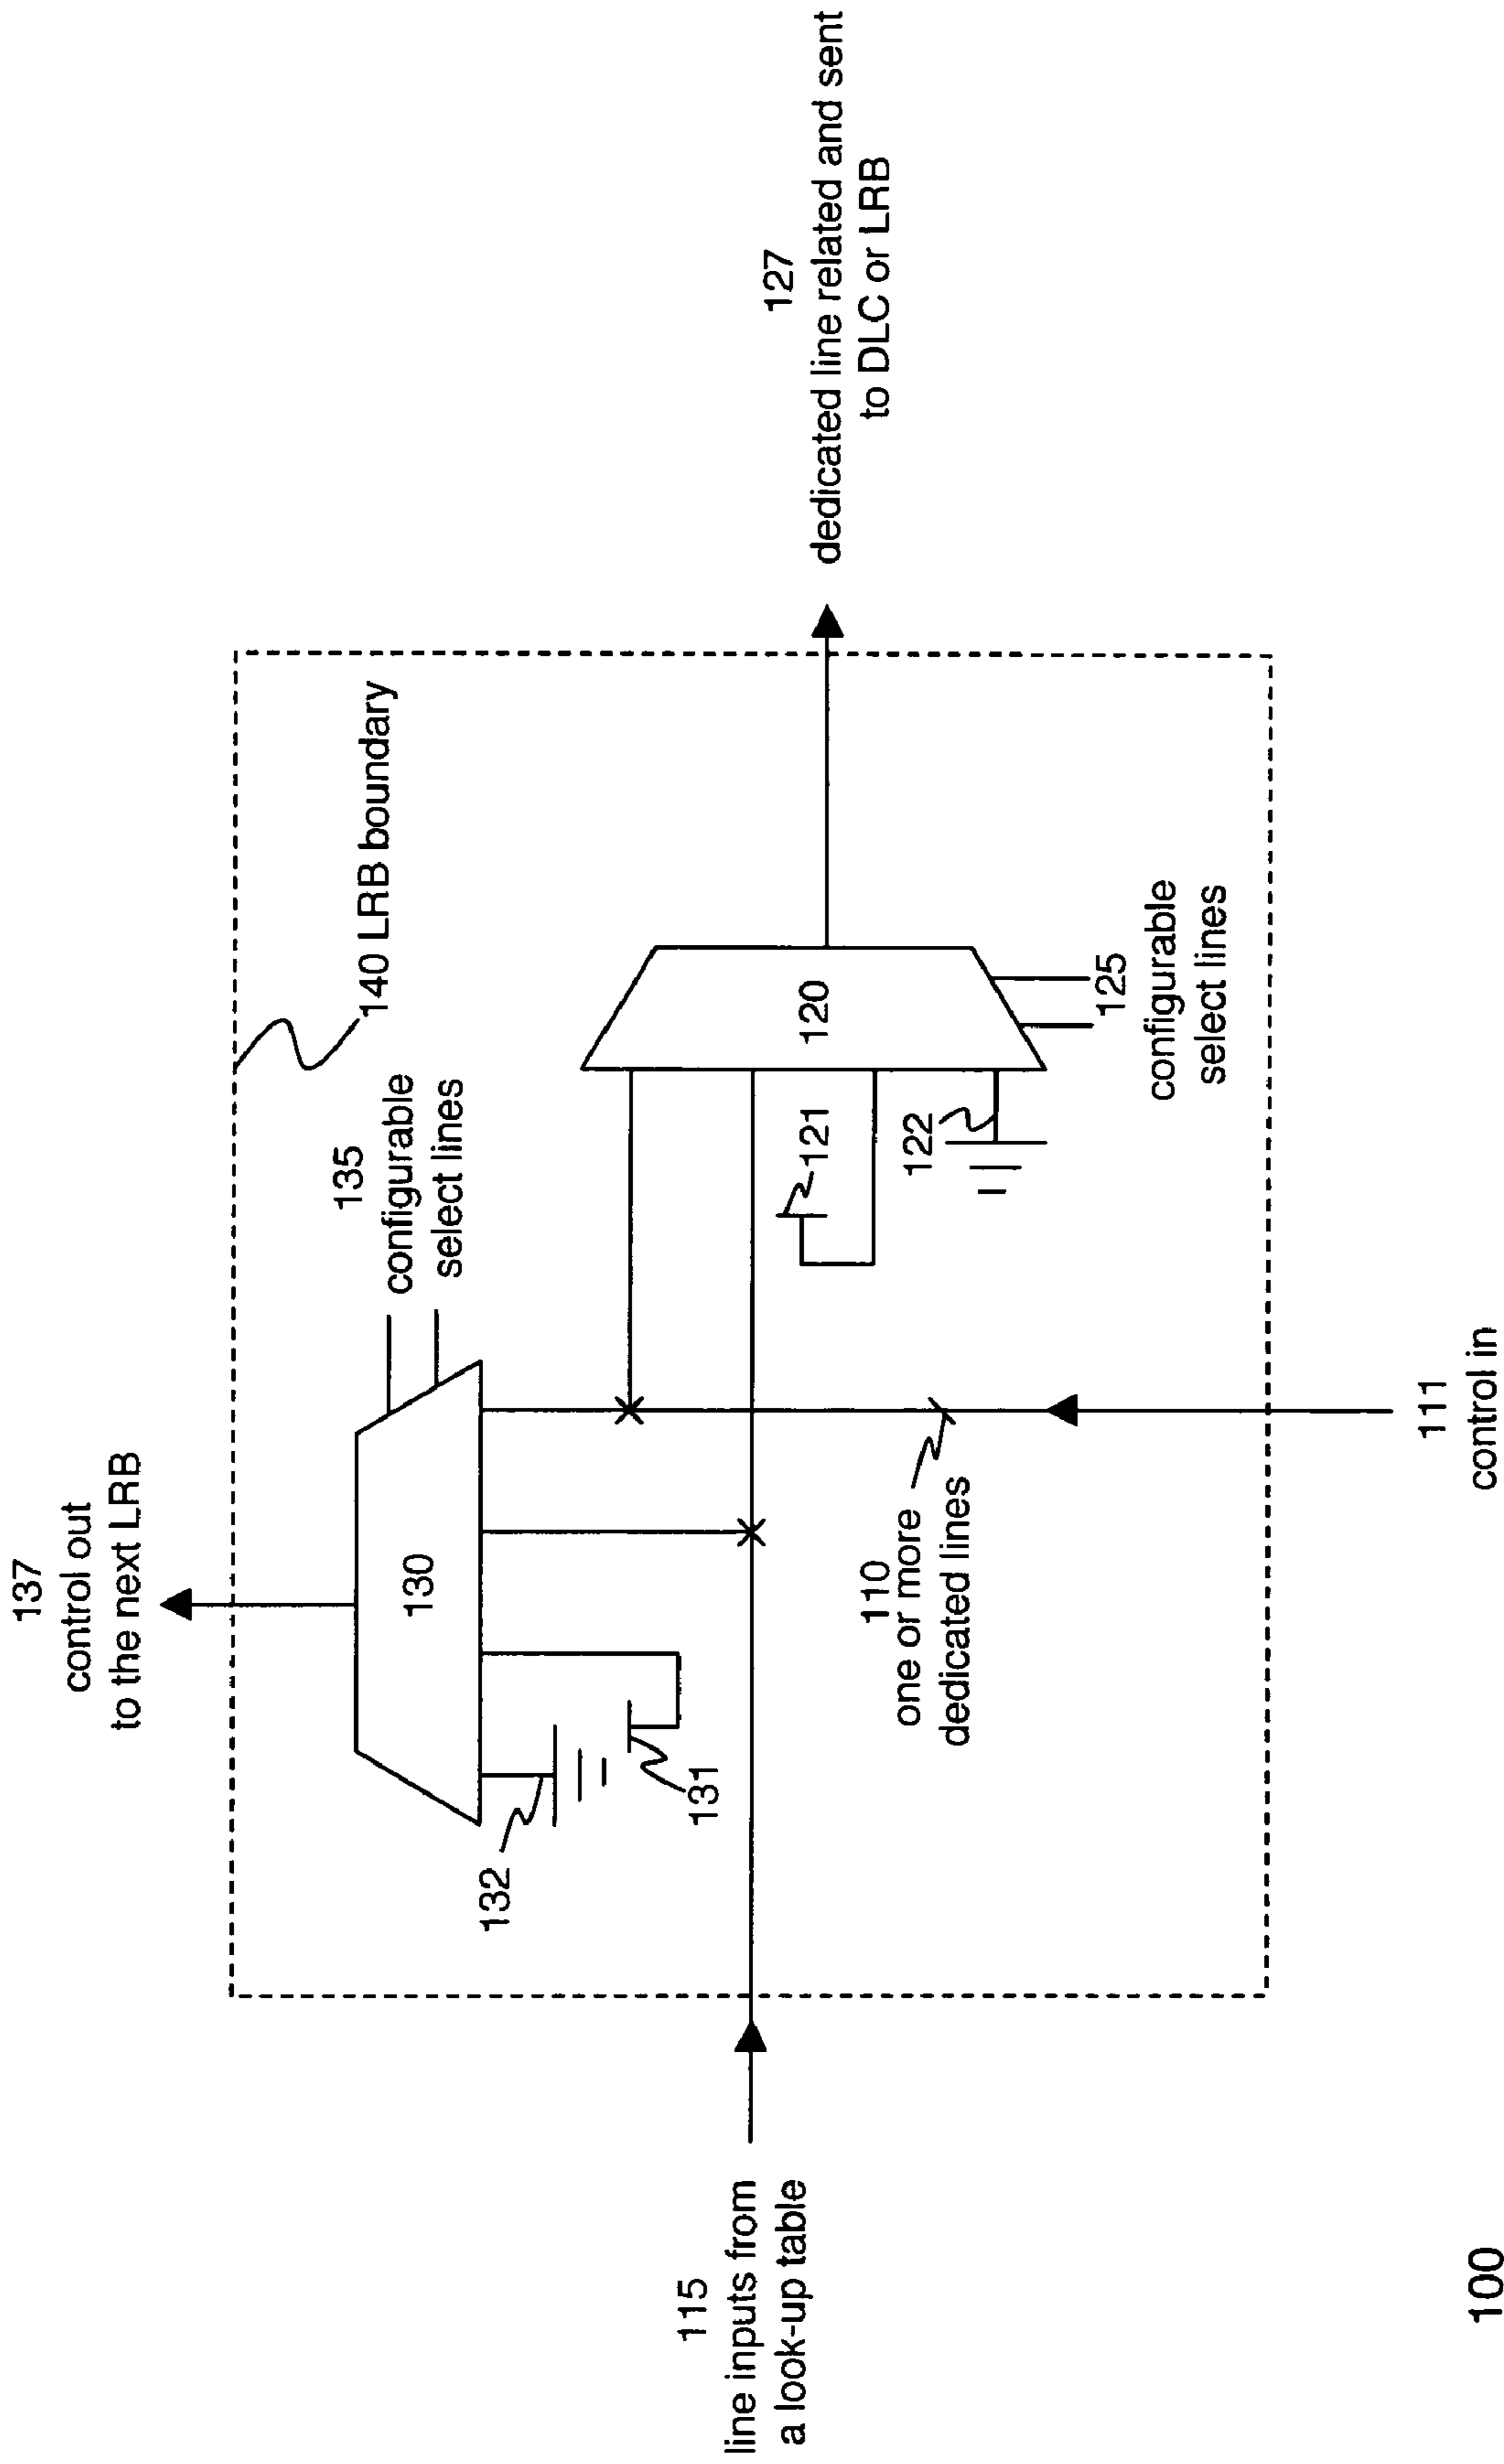 137
control out
to the next LRB
135
configurable
select lines
140 LRB boundary
132
130
131
115
line inputs from
a look-up table
110
one or more
dedicated lines
121
122
120
125
configurable
select lines
127
dedicated line related and sent
to DLC or LRB
111
control in
100